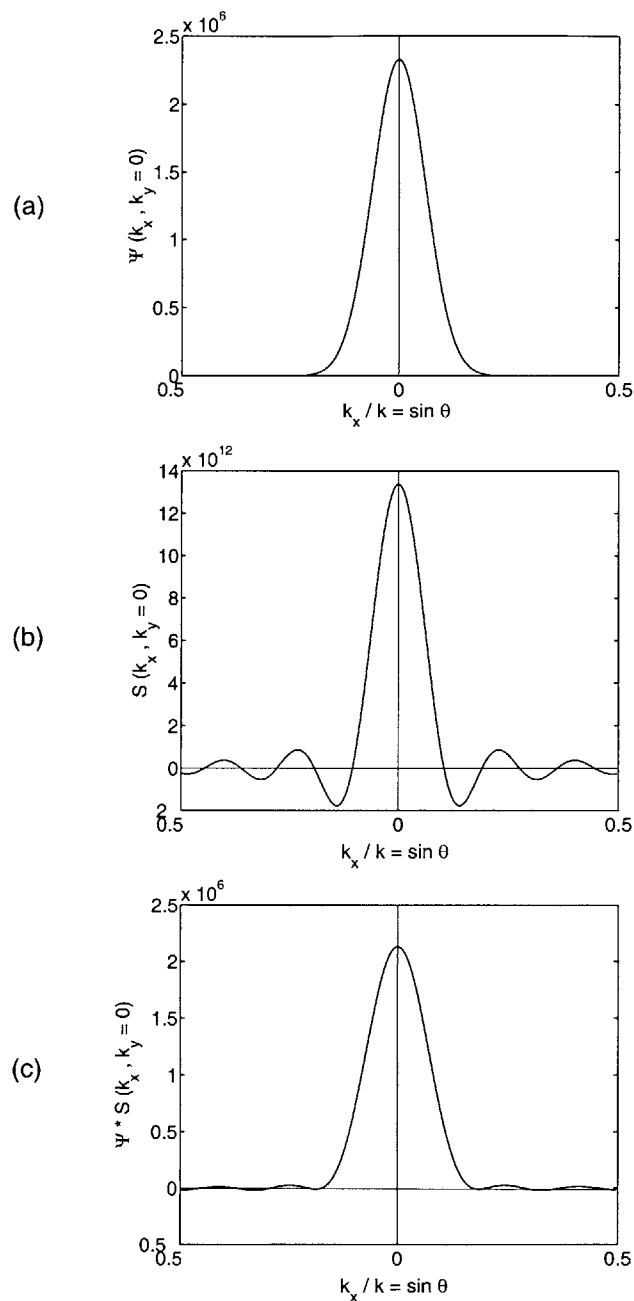 (a)
x 10^6
2.5
2
1.5
1
0.5
0
Ψ (k_x , k_y = 0)
0.5 0 0.5
k_x / k = sin θ
(b)
x 10^12
14
12
10
8
6
4
2
0
2
S (k_x , k_y = 0)
0.5 0 0.5
k_x / k = sin θ
(c)
x 10^6
2.5
2
1.5
1
0.5
0
0.5
Ψ * S (k_x , k_y = 0)
0.5 0 0.5
k_x / k = sin θ